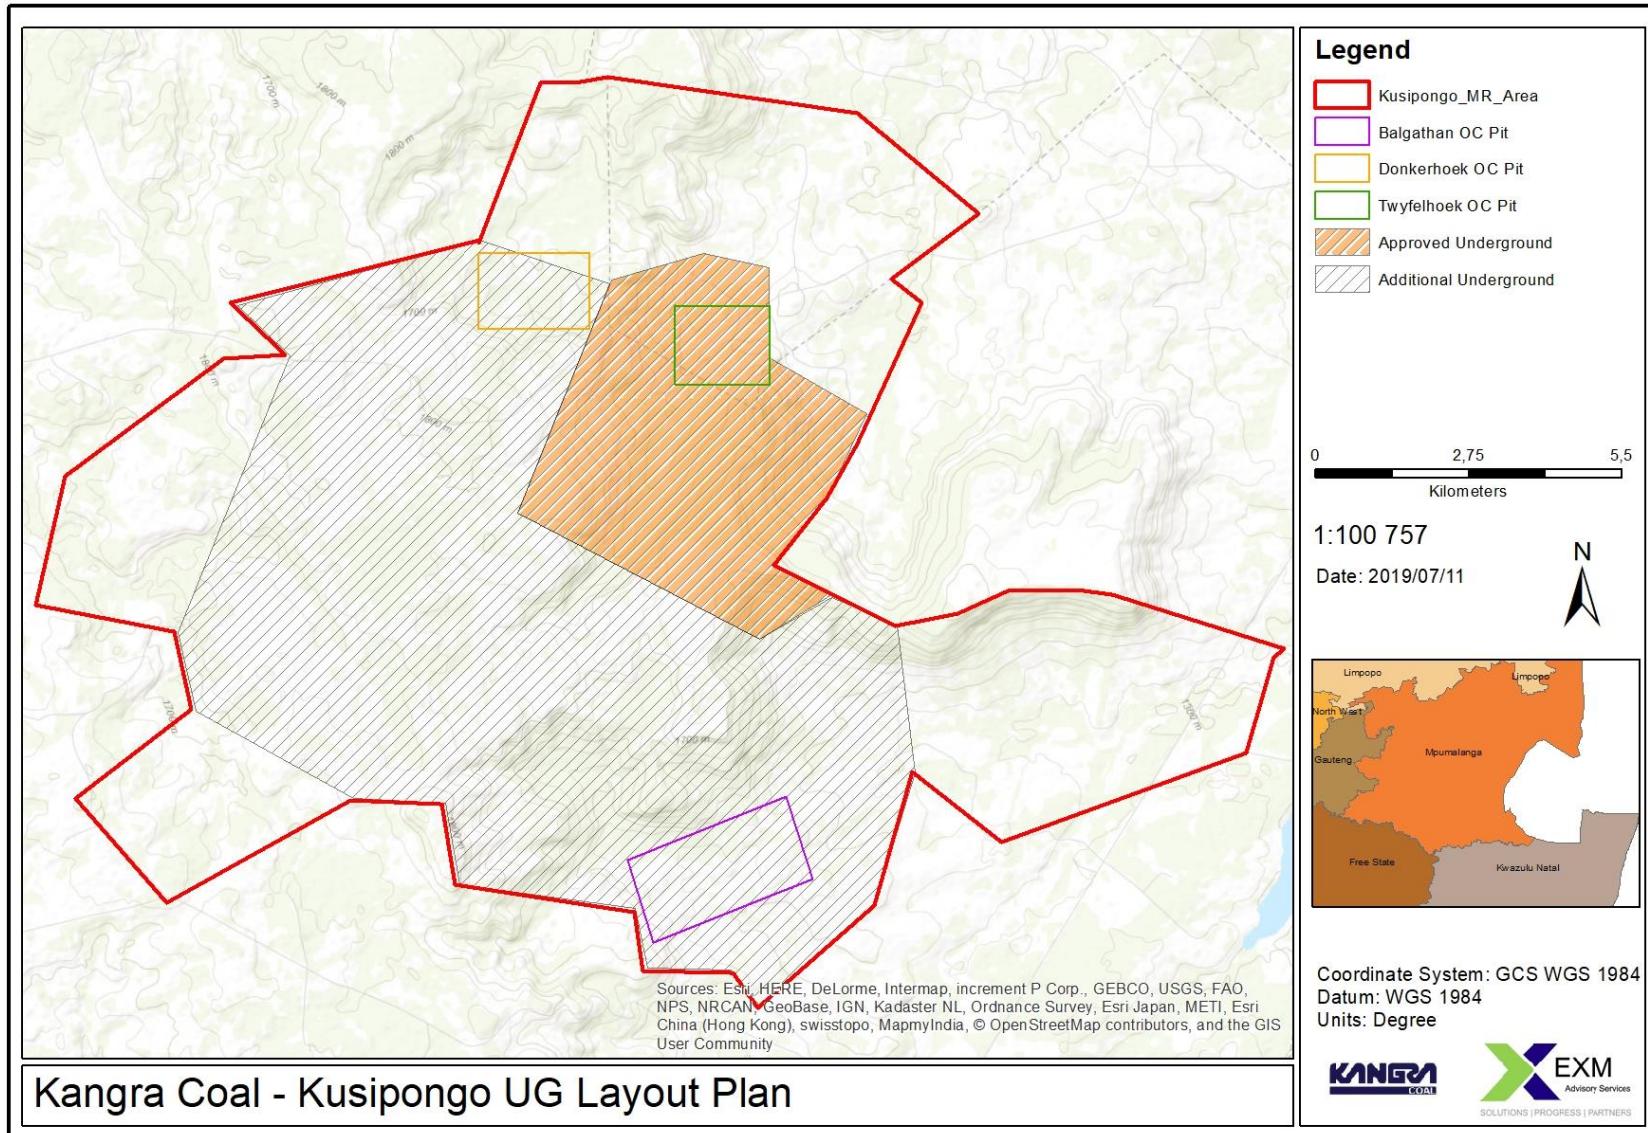 1700 m
1800 m
1800 m
1700 m
1800 m
1700 m
1700 m
1300 m
Sources: Esri, HERE, DeLorme, Intermap, increment P Corp., GEBCO, USGS, FAO,
NPS, NRCAN, GeoBase, IGN, Kadaster NL, Ordnance Survey, Esri Japan, METI, Esri
China (Hong Kong), swisstopo, MapmyIndia, © OpenStreetMap contributors, and the GIS
User Community
Kangra Coal - Kusipongo UG Layout Plan
Legend
Kusipongo_MR_Area
Balgathan OC Pit
Donkerhoek OC Pit
Twyfelhoek OC Pit
Approved Underground
Additional Underground
0 2,75 5,5
Kilometers
1:100 757
Date: 2019/07/11
N
Limpopo
Limpopo
North West
Gauteng
Mpumalanga
Free State
Kwazulu Natal
Coordinate System: GCS WGS 1984
Datum: WGS 1984
Units: Degree
KANGRA
COAL
EXM
Advisory Services
SOLUTIONS | PROGRESS | PARTNERS